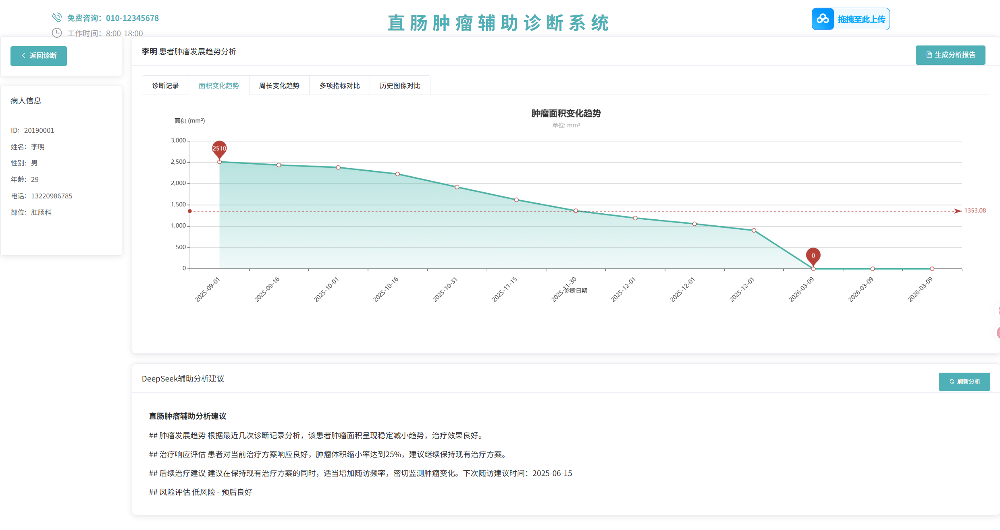 免费咨询：010-12345678
工作时间：8:00-18:00
直肠肿瘤辅助诊断系统
拖拽至此上传
返回诊断
病人信息
ID: 20190001
姓名: 李明
性别: 男
年龄: 29
电话: 13220986785
部位: 肛肠科
李明 患者肿瘤发展趋势分析
生成分析报告
诊断记录 面积变化趋势 周长变化趋势 多项指标对比 历史图像对比
肿瘤面积变化趋势
单位: mm²
面积 (mm²)
3,000
2,500
2,000
1,500
1,000
500
0
2510
1353.08
0
2025-09-01 2025-09-16 2025-10-01 2025-10-16 2025-10-31 2025-11-15 2025-11-30 2025-12-01 2025-12-01 2025-12-01 2026-03-09 2026-03-09 2026-03-09
诊断日期
DeepSeek辅助分析建议
刷新分析
直肠肿瘤辅助分析建议
## 肿瘤发展趋势 根据最近几次诊断记录分析，该患者肿瘤面积呈现稳定减小趋势，治疗效果良好。
## 治疗响应评估 患者对当前治疗方案响应良好，肿瘤体积缩小率达到25%，建议继续保持现有治疗方案。
## 后续治疗建议 建议在保持现有治疗方案的同时，适当增加随访频率，密切监测肿瘤变化。下次随访建议时间：2025-06-15
## 风险评估 低风险 - 预后良好